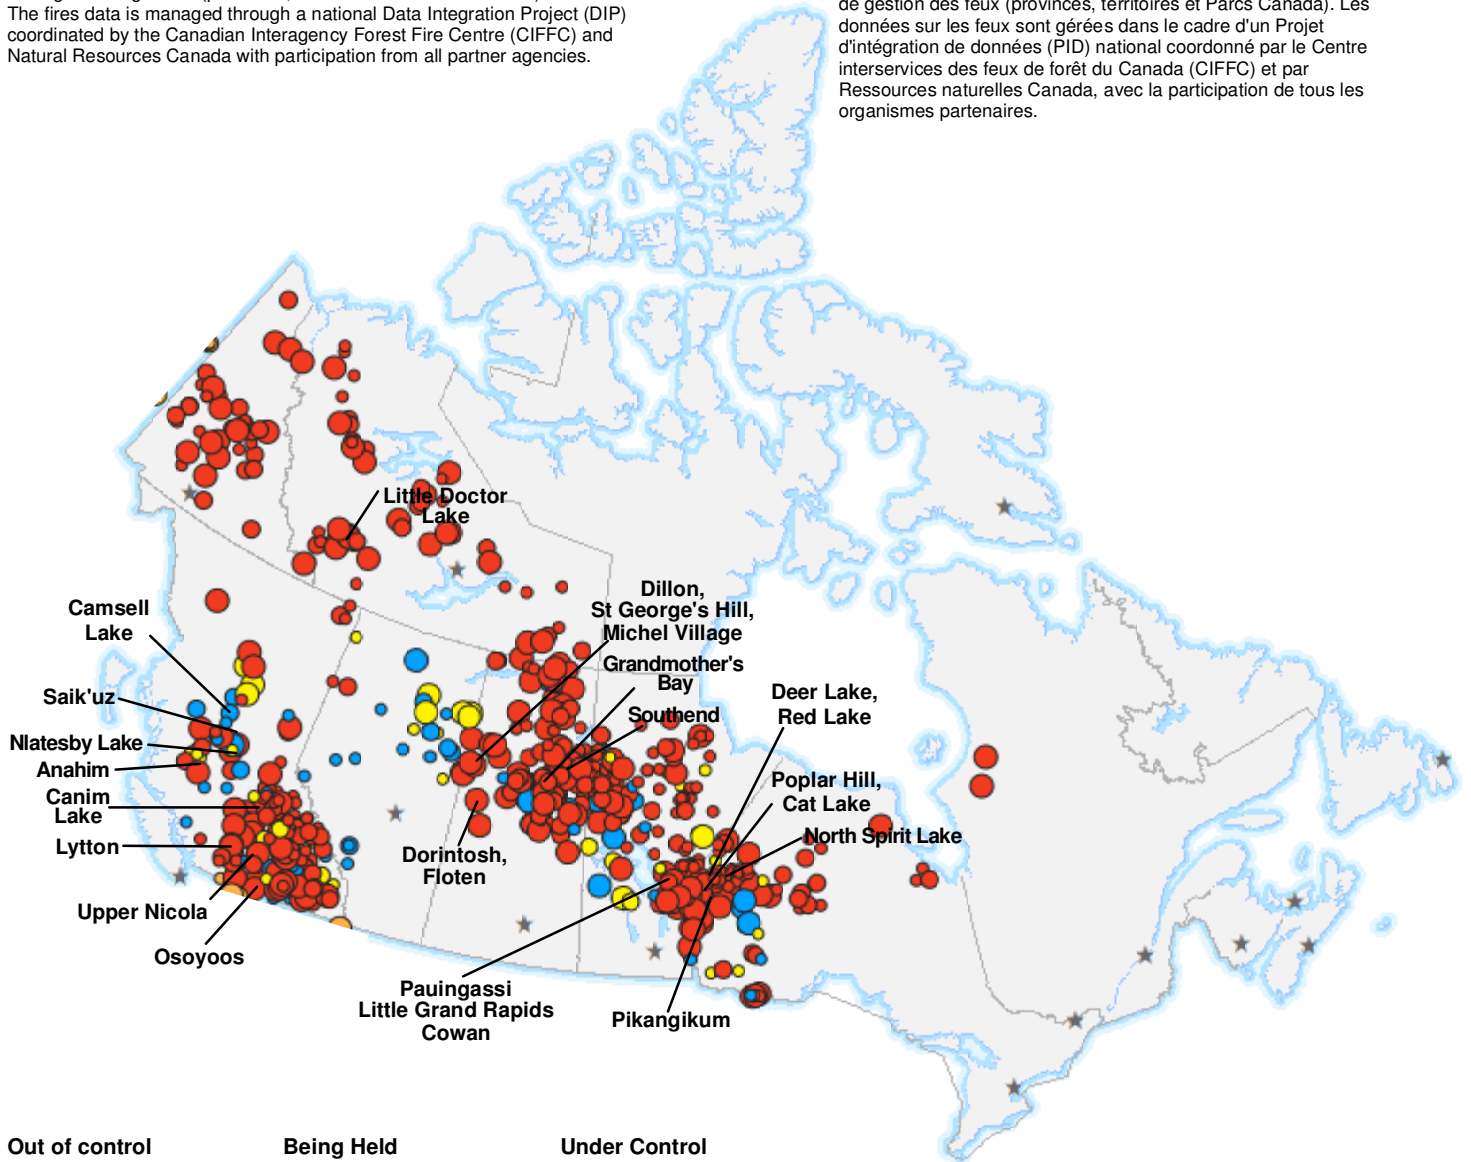 The fires data is managed through a national Data Integration Project (DIP)
coordinated by the Canadian Interagency Forest Fire Centre (CIFFC) and
Natural Resources Canada with participation from all partner agencies.
de gestion des feux (provinces, territoires et Parcs Canada). Les
données sur les feux sont gérées dans le cadre d'un Projet
d'intégration de données (PID) national coordonné par le Centre
interservices des feux de forêt du Canada (CIFFC) et par
Ressources naturelles Canada, avec la participation de tous les
organismes partenaires.
Little Doctor
Lake
Dillon,
St George's Hill,
Michel Village
Camsell
Lake
Grandmother's
Bay
Saik'uz
Deer Lake,
Red Lake
Southend
Nlatesby Lake
Anahim
Poplar Hill,
Cat Lake
Canim
Lake
North Spirit Lake
Lytton
Dorintosh,
Floten
Upper Nicola
Osoyoos
Pauingassi
Little Grand Rapids
Cowan
Pikangikum
Out of control
Being Held
Under Control